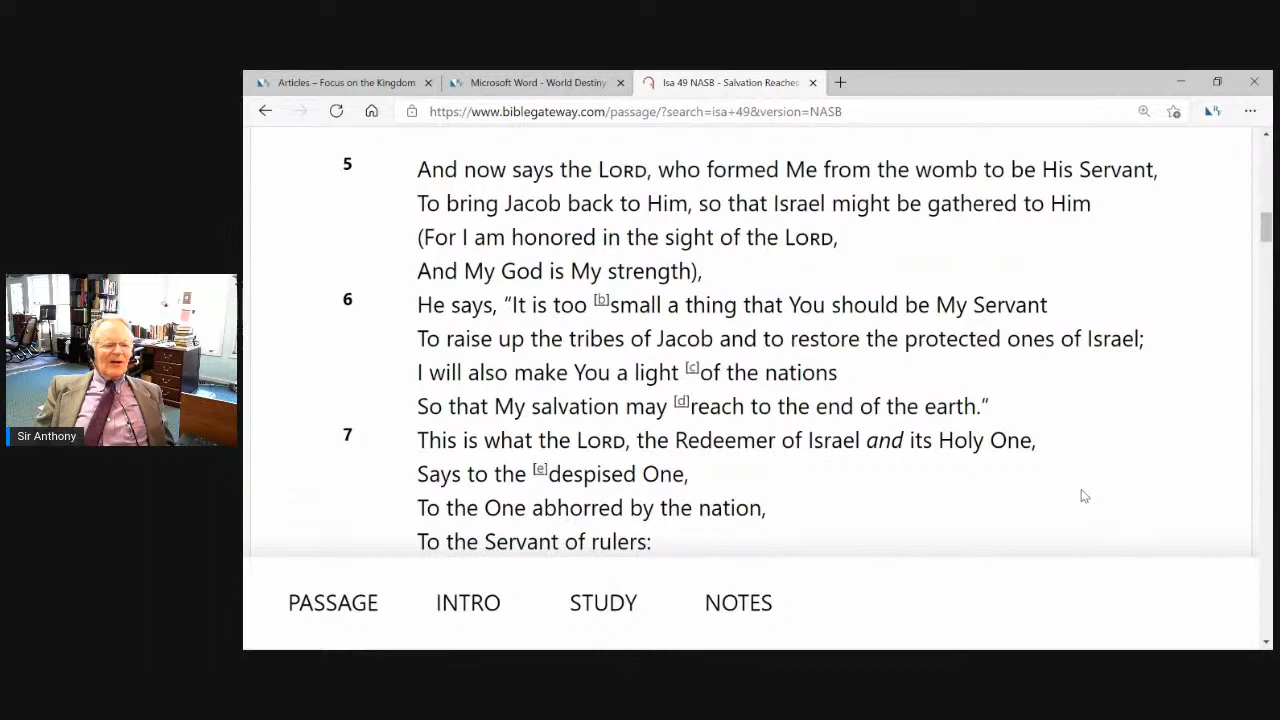 Articles – Focus on the Kingdom
Microsoft Word - World Destiny
Isa 49 NASB - Salvation Reaches
https://www.biblegateway.com/passage/?search=isa+49&version=NASB
5 And now says the LORD, who formed Me from the womb to be His Servant,
To bring Jacob back to Him, so that Israel might be gathered to Him
(For I am honored in the sight of the LORD,
And My God is My strength),
6 He says, “It is too [b]small a thing that You should be My Servant
To raise up the tribes of Jacob and to restore the protected ones of Israel;
I will also make You a light [c]of the nations
So that My salvation may [d]reach to the end of the earth.”
7 This is what the LORD, the Redeemer of Israel and its Holy One,
Says to the [e]despised One,
To the One abhorred by the nation,
To the Servant of rulers:
PASSAGE INTRO STUDY NOTES
Sir Anthony